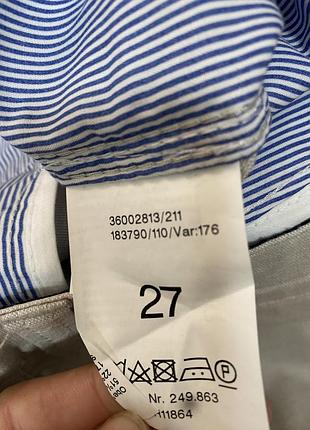 36002813/211
183790/110/Var:176
27
P
Nr. 249.863
H11864